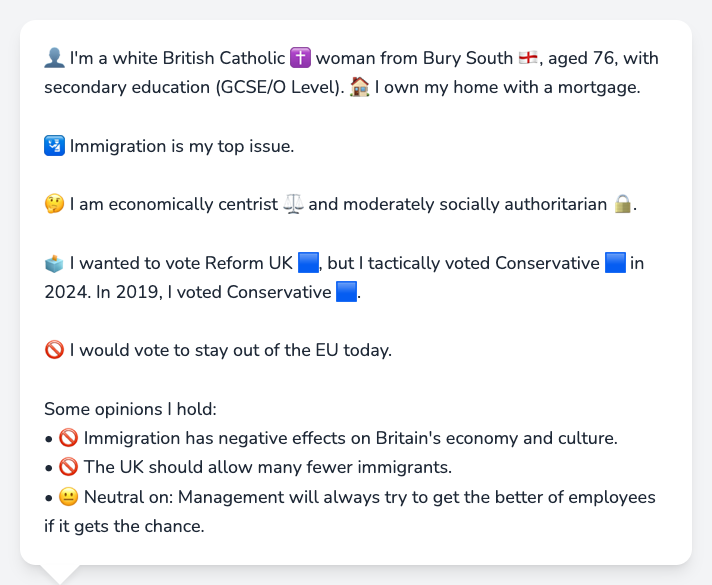 👤 I'm a white British Catholic ✝️ woman from Bury South 🏴󠁧󠁢󠁥󠁮󠁧󠁿, aged 76, with
secondary education (GCSE/O Level). 🏠 I own my home with a mortgage.
🛂 Immigration is my top issue.
🤔 I am economically centrist ⚖️ and moderately socially authoritarian 🔒.
🗳️ I wanted to vote Reform UK 🟦, but I tactically voted Conservative 🟦 in
2024. In 2019, I voted Conservative 🟦.
🚫 I would vote to stay out of the EU today.
Some opinions I hold:
• 🚫 Immigration has negative effects on Britain's economy and culture.
• 🚫 The UK should allow many fewer immigrants.
• 😐 Neutral on: Management will always try to get the better of employees
if it gets the chance.